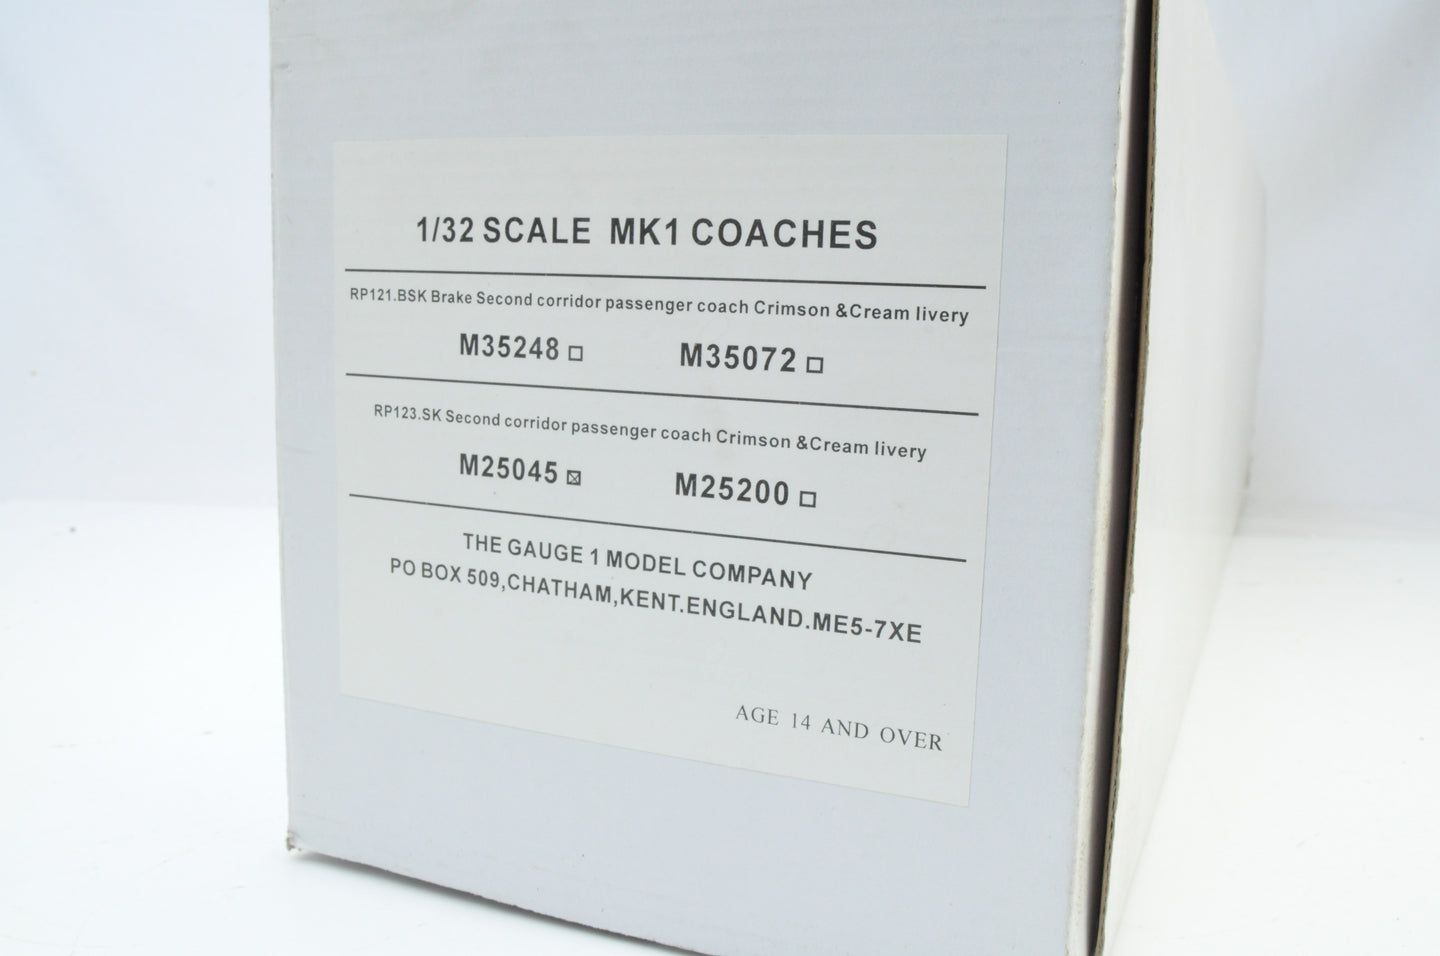 1/32 SCALE MK1 COACHES
RP121.BSK Brake Second corridor passenger coach Crimson &Cream livery
M35248 ☐ M35072 ☐
RP123.SK Second corridor passenger coach Crimson &Cream livery
M25045 ☒ M25200 ☐
THE GAUGE 1 MODEL COMPANY
PO BOX 509,CHATHAM,KENT.ENGLAND.ME5-7XE
AGE 14 AND OVER